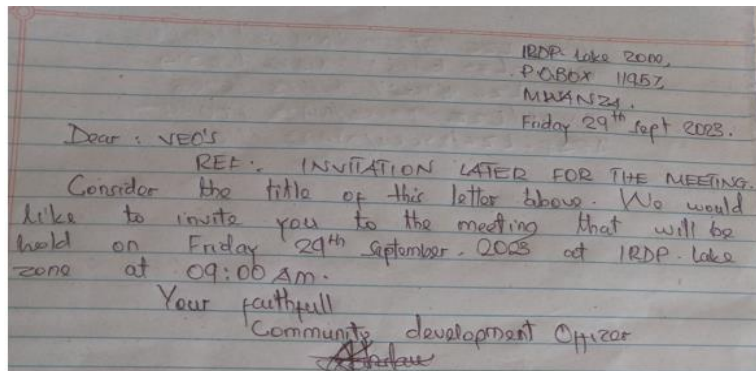 IRDP-Lake Zone,
P.O.BOX 11957,
MWANZA.
Friday 29th Sept 2023.
Dear : VEO'S
REF:. INVITATION LATER FOR THE MEETING.
Consider the title of this letter above. We would
like to invite you to the meeting that will be
held on Friday 29th September. 2023 at IRDP-Lake
zone at 09:00 Am.
Your faithfull
Community development Officer